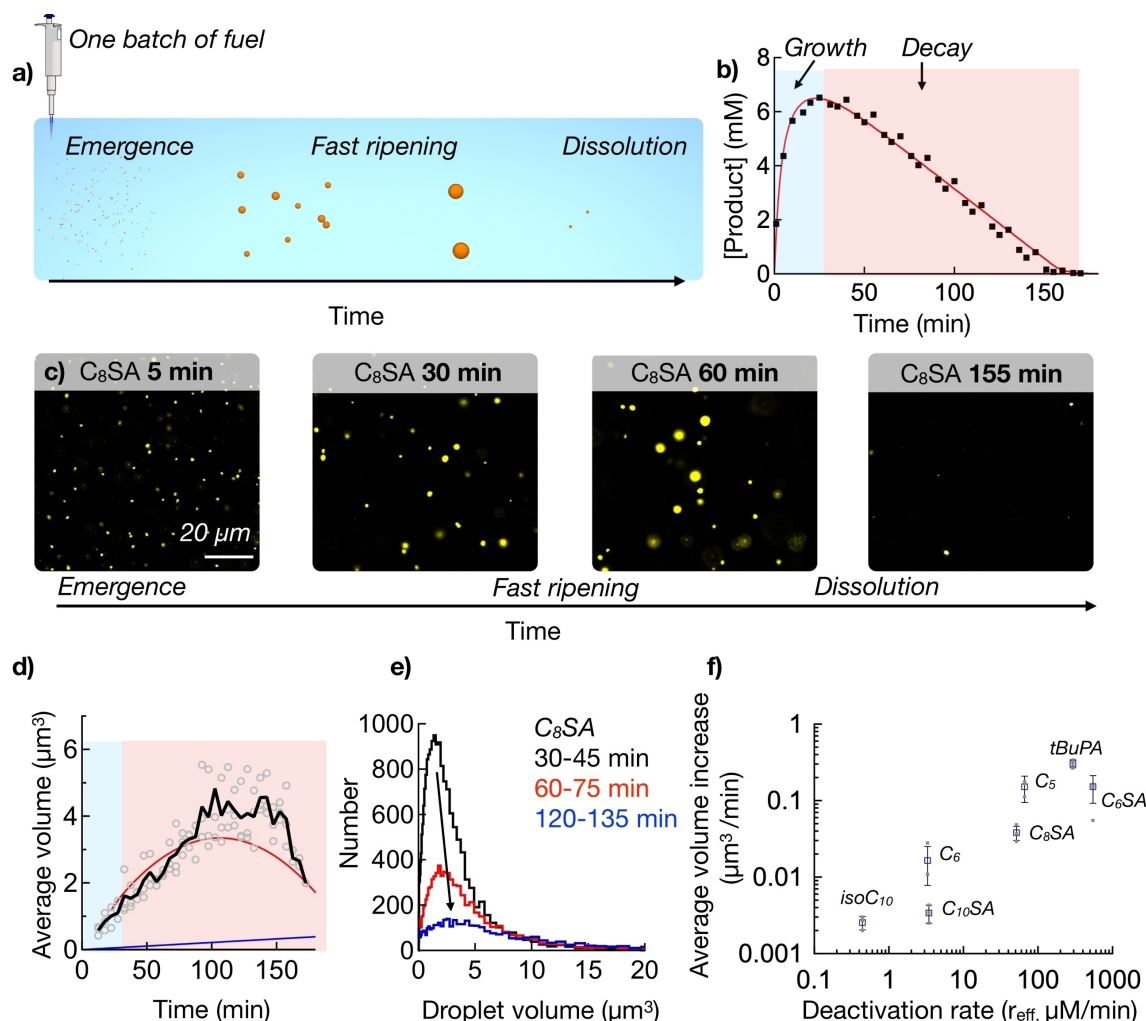 One batch of fuel
a)
Emergence
Fast ripening
Dissolution
Time
b)
Growth
Decay
[Product] (mM)
8
6
4
2
0
0
50
100
150
Time (min)
c)
C₈SA 5 min
C₈SA 30 min
C₈SA 60 min
C₈SA 155 min
20 µm
Emergence
Fast ripening
Dissolution
Time
d)
Average volume (µm³)
6
4
2
0
0
50
100
150
Time (min)
e)
Number
1000
800
600
400
200
0
C₈SA
30-45 min
60-75 min
120-135 min
0
5
10
15
20
Droplet volume (µm³)
f)
Average volume increase
(µm³ /min)
1
0.1
0.01
0.001
tBuPA
C₅
C₆SA
C₈SA
C₆
isoC₁₀
C₁₀SA
0.1
1
10
100
1000
Deactivation rate (r_eff, µM/min)